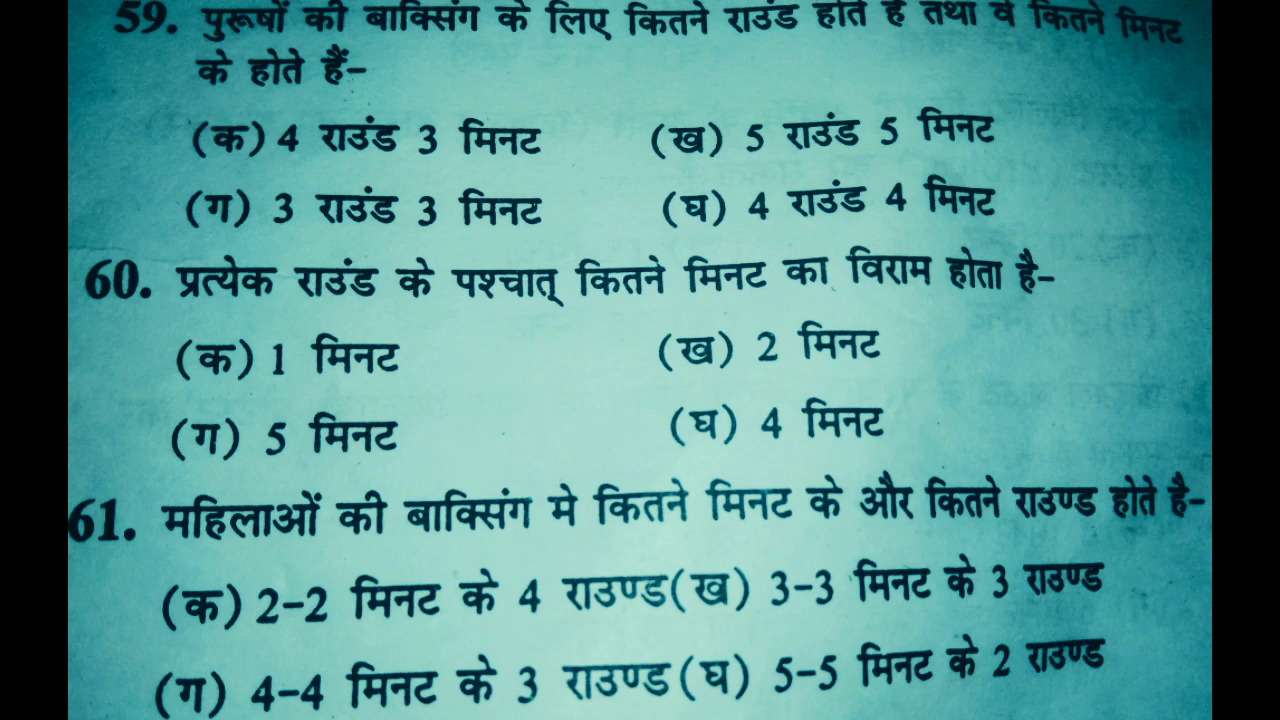 59. पुरूषों की बाक्सिंग के लिए कितने राउंड होते है तथा वे कितने मिनट
के होते हैं-
(क) 4 राउंड 3 मिनट (ख) 5 राउंड 5 मिनट
(ग) 3 राउंड 3 मिनट (घ) 4 राउंड 4 मिनट
60. प्रत्येक राउंड के पश्चात् कितने मिनट का विराम होता है-
(क) 1 मिनट (ख) 2 मिनट
(ग) 5 मिनट (घ) 4 मिनट
61. महिलाओं की बाक्सिंग मे कितने मिनट के और कितने राउण्ड होते है-
(क) 2-2 मिनट के 4 राउण्ड (ख) 3-3 मिनट के 3 राउण्ड
(ग) 4-4 मिनट के 3 राउण्ड (घ) 5-5 मिनट के 2 राउण्ड